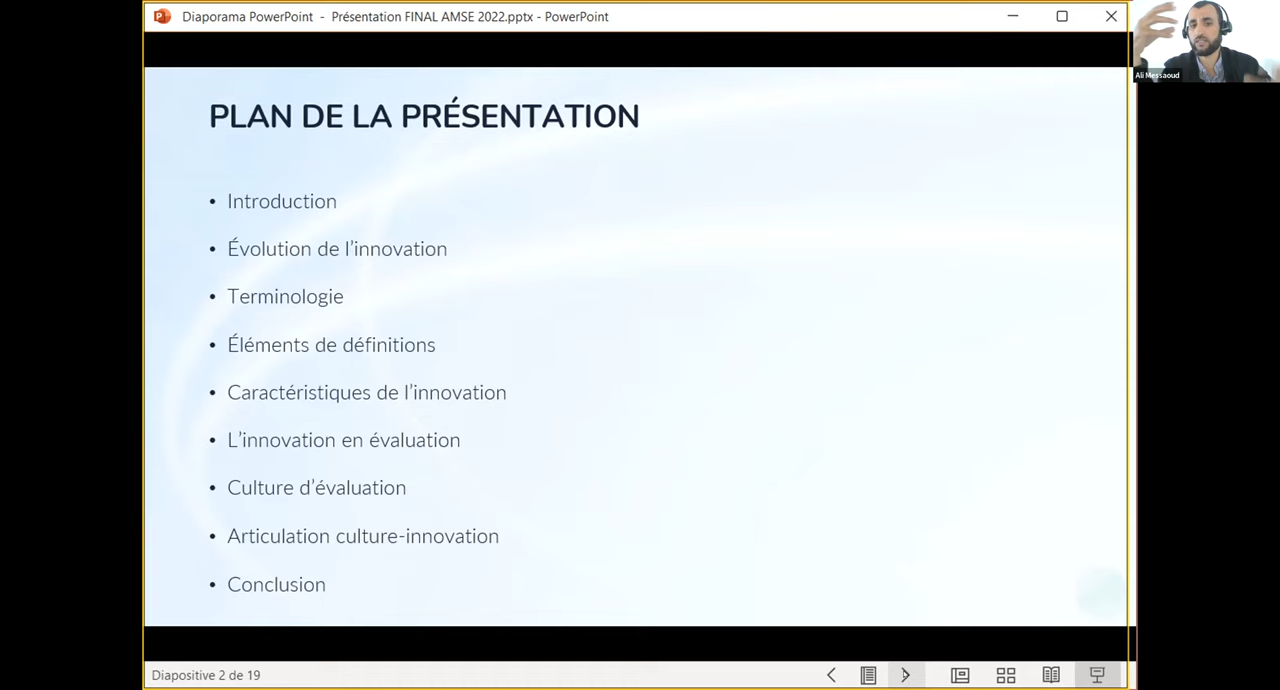 Diaporama PowerPoint - Présentation FINAL AMSE 2022.pptx - PowerPoint
Ali Messaoud
PLAN DE LA PRÉSENTATION
• Introduction
• Évolution de l'innovation
• Terminologie
• Éléments de définitions
• Caractéristiques de l'innovation
• L'innovation en évaluation
• Culture d'évaluation
• Articulation culture-innovation
• Conclusion
Diapositive 2 de 19